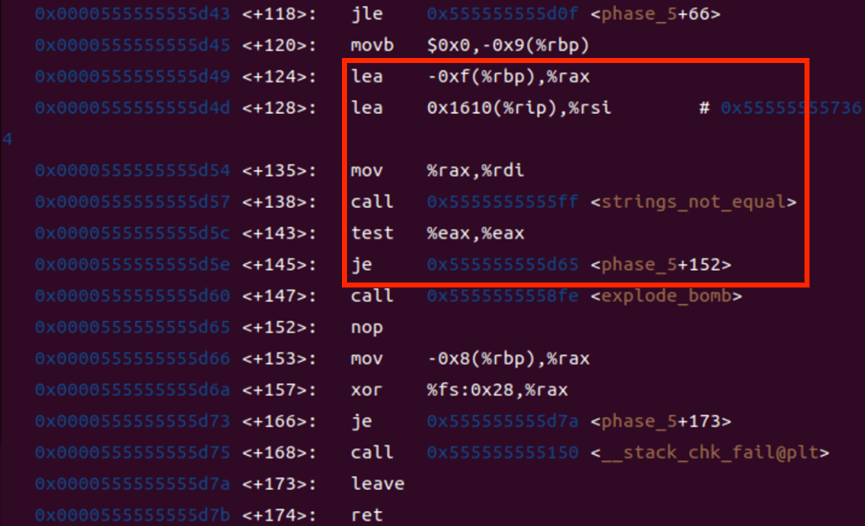 0x0000555555555d43 <+118>: jle 0x555555555d0f <phase_5+66>
0x0000555555555d45 <+120>: movb $0x0,-0x9(%rbp)
0x0000555555555d49 <+124>: lea -0xf(%rbp),%rax
0x0000555555555d4d <+128>: lea 0x1610(%rip),%rsi # 0x55555555736
4
0x0000555555555d54 <+135>: mov %rax,%rdi
0x0000555555555d57 <+138>: call 0x5555555555ff <strings_not_equal>
0x0000555555555d5c <+143>: test %eax,%eax
0x0000555555555d5e <+145>: je 0x555555555d65 <phase_5+152>
0x0000555555555d60 <+147>: call 0x5555555558fe <explode_bomb>
0x0000555555555d65 <+152>: nop
0x0000555555555d66 <+153>: mov -0x8(%rbp),%rax
0x0000555555555d6a <+157>: xor %fs:0x28,%rax
0x0000555555555d73 <+166>: je 0x555555555d7a <phase_5+173>
0x0000555555555d75 <+168>: call 0x555555555150 <__stack_chk_fail@plt>
0x0000555555555d7a <+173>: leave
0x0000555555555d7b <+174>: ret